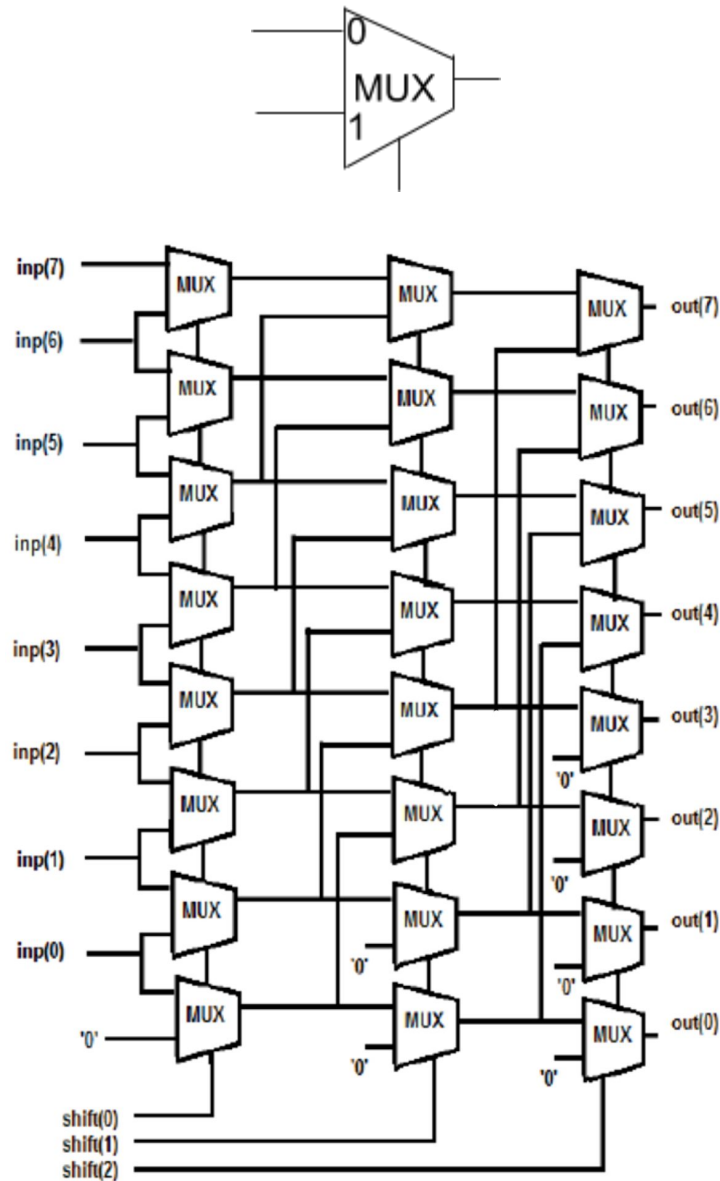 0
MUX
1
inp(7)
MUX
MUX
MUX
out(7)
inp(6)
MUX
MUX
MUX
out(6)
inp(5)
MUX
MUX
MUX
out(5)
inp(4)
MUX
MUX
MUX
out(4)
inp(3)
MUX
MUX
MUX
out(3)
'0'
inp(2)
MUX
MUX
MUX
out(2)
'0'
inp(1)
MUX
MUX
MUX
out(1)
'0'
'0'
inp(0)
MUX
MUX
MUX
out(0)
'0'
'0'
'0'
shift(0)
shift(1)
shift(2)